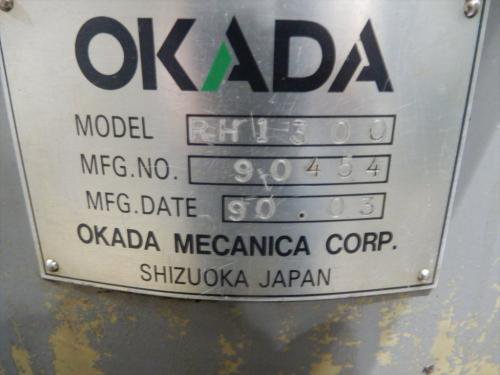 OKADA
MODEL RH1300
MFG.NO. 90454
MFG.DATE 90.03
OKADA MECANICA CORP.
SHIZUOKA JAPAN